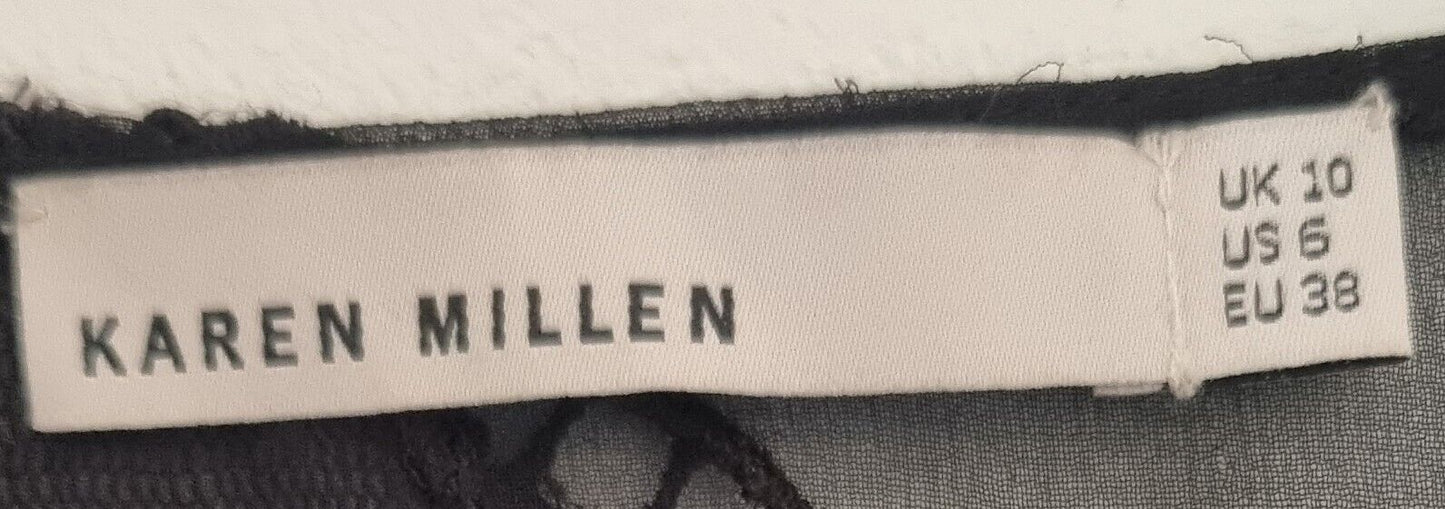 KAREN MILLEN
UK 10
US 6
EU 38